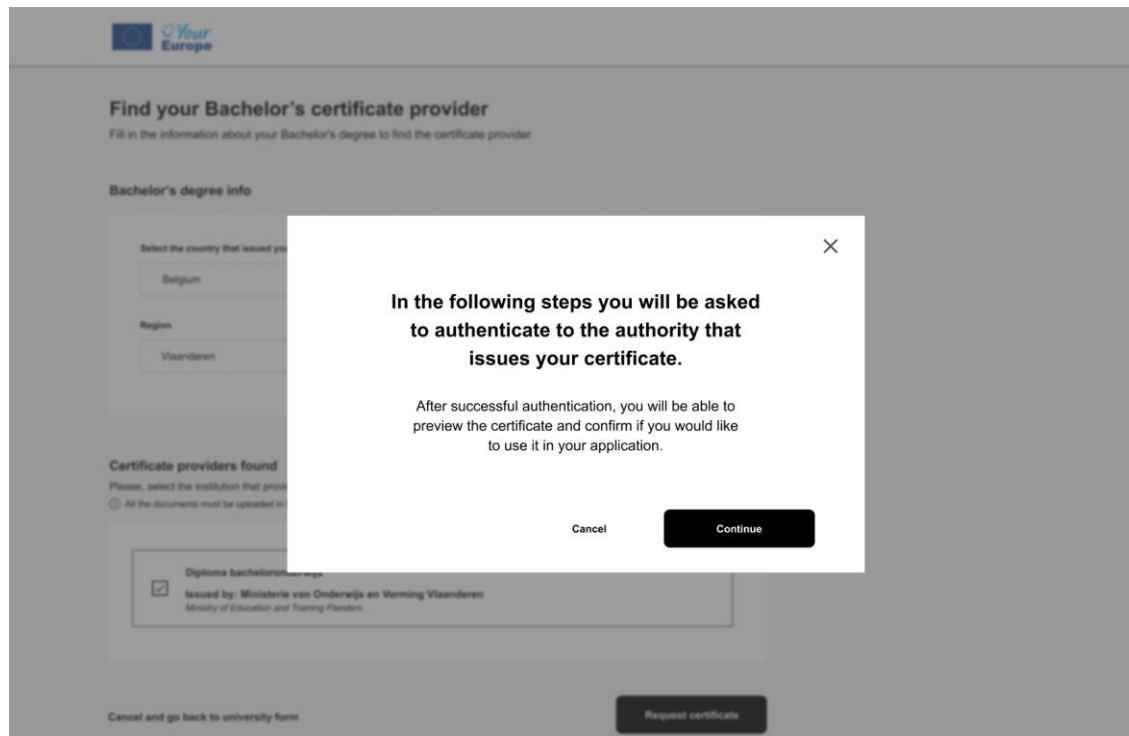 Your
Europe
Find your Bachelor's certificate provider
Fill in the information about your Bachelor's degree to find the certificate provider
Bachelor's degree info
Select the country that issued
Belgium
Region
Vlaanderen
In the following steps you will be asked
to authenticate to the authority that
issues your certificate.
After successful authentication, you will be able to
preview the certificate and confirm if you would like
to use it in your application.
Cancel
Continue
Certificate providers found
Please, select the institution that
All the documents must be uploaded in
Diploma bacheloronderwijs
Issued by: Ministerie van Onderwijs en Vorming Vlaanderen
Ministry of Education and Training Flanders
Cancel and go back to university form
Request certificate